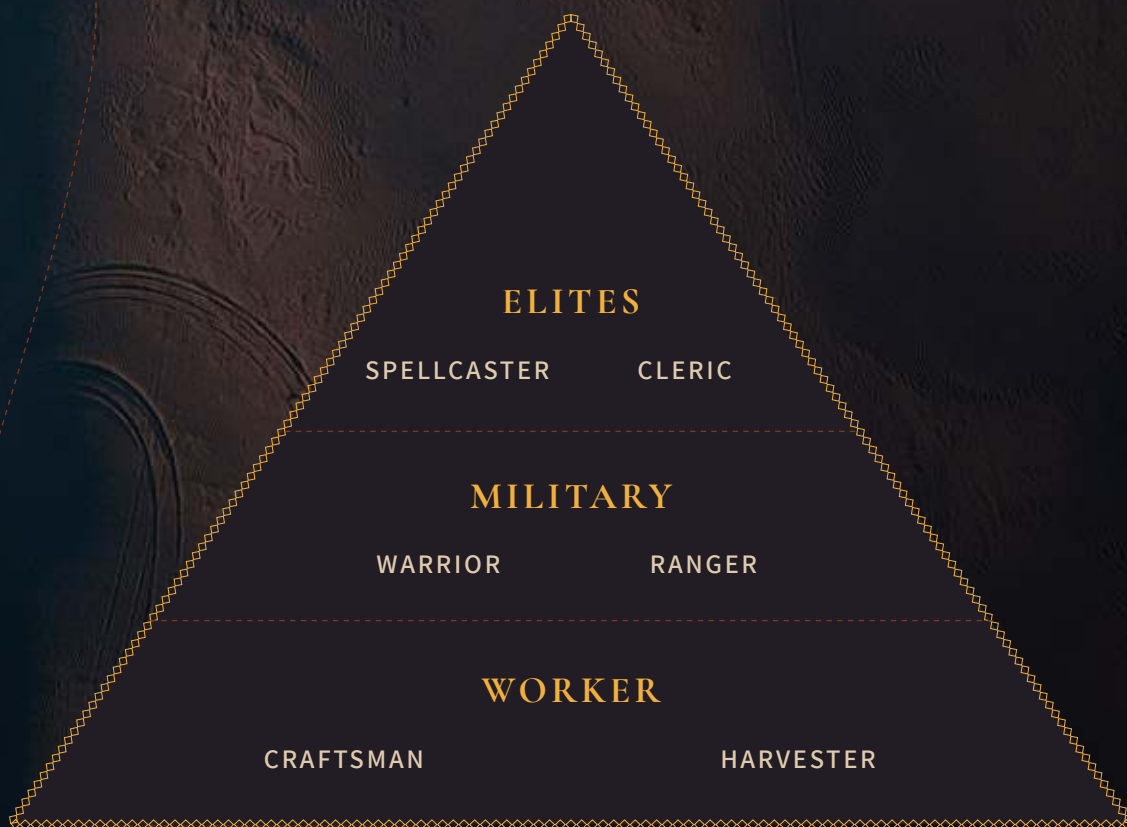 ELITES
SPELLCASTER CLERIC
MILITARY
WARRIOR RANGER
WORKER
CRAFTSMAN HARVESTER